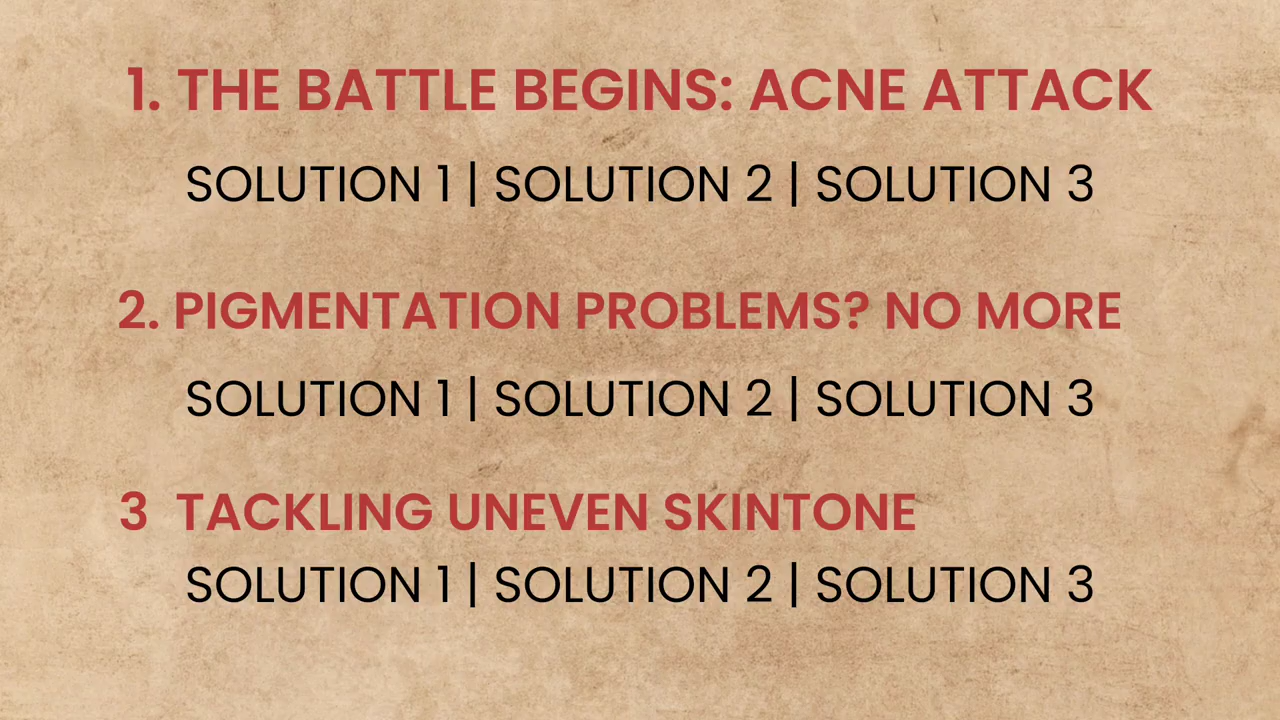 1. THE BATTLE BEGINS: ACNE ATTACK
SOLUTION 1 | SOLUTION 2 | SOLUTION 3
2. PIGMENTATION PROBLEMS? NO MORE
SOLUTION 1 | SOLUTION 2 | SOLUTION 3
3 TACKLING UNEVEN SKINTONE
SOLUTION 1 | SOLUTION 2 | SOLUTION 3